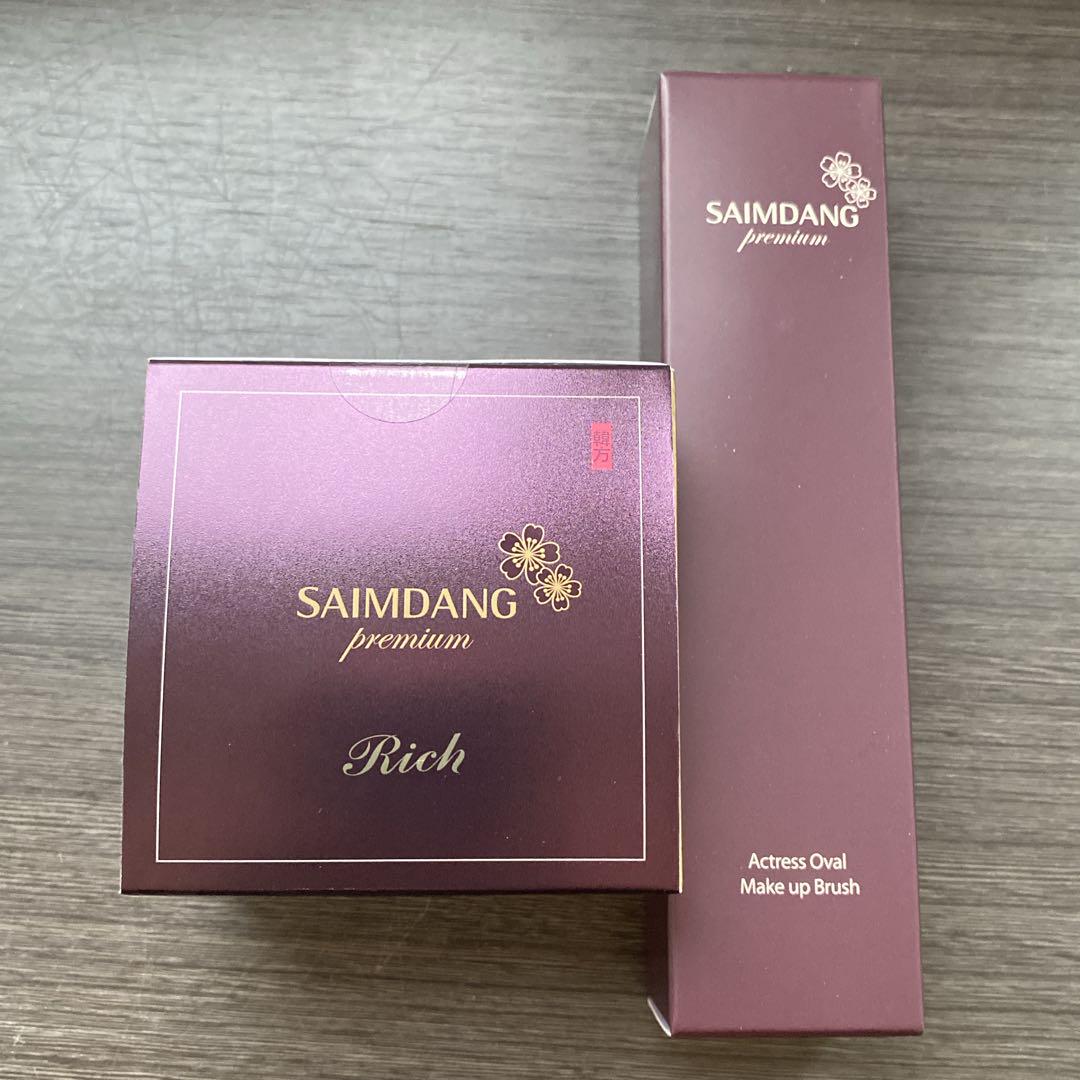 韓方
SAIMDANG
premium
Rich
SAIMDANG
premium
Actress Oval
Make up Brush